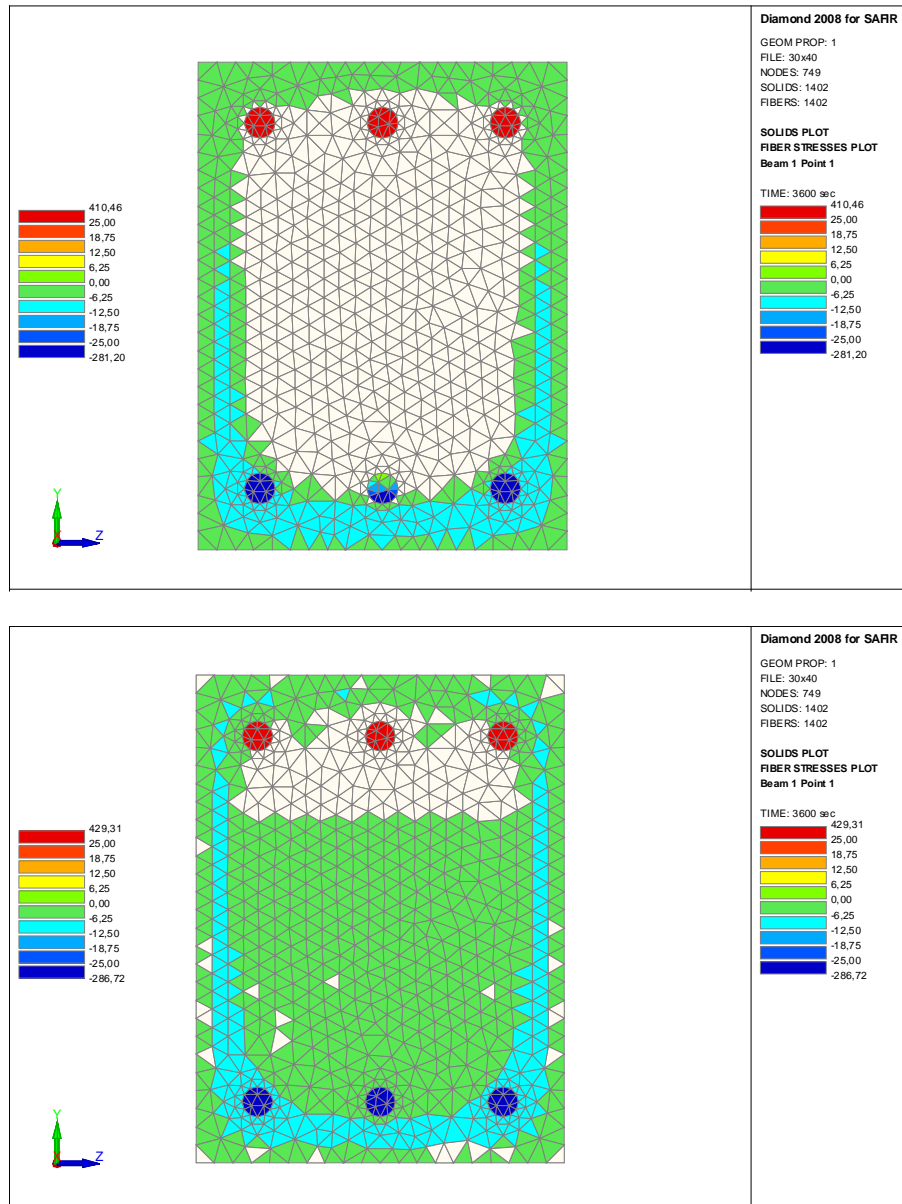 Diamond 2008 for SAFIR
GEOM PROP: 1
FILE: 30x40
NODES: 749
SOLIDS: 1402
FIBERS: 1402
SOLIDS PLOT
FIBER STRESSES PLOT
Beam 1 Point 1
TIME: 3600 sec
410,46
25,00
18,75
12,50
6,25
0,00
-6,25
-12,50
-18,75
-25,00
-281,20
410,46
25,00
18,75
12,50
6,25
0,00
-6,25
-12,50
-18,75
-25,00
-281,20
Y
Z
Diamond 2008 for SAFIR
GEOM PROP: 1
FILE: 30x40
NODES: 749
SOLIDS: 1402
FIBERS: 1402
SOLIDS PLOT
FIBER STRESSES PLOT
Beam 1 Point 1
TIME: 3600 sec
429,31
25,00
18,75
12,50
6,25
0,00
-6,25
-12,50
-18,75
-25,00
-286,72
429,31
25,00
18,75
12,50
6,25
0,00
-6,25
-12,50
-18,75
-25,00
-286,72
Y
Z